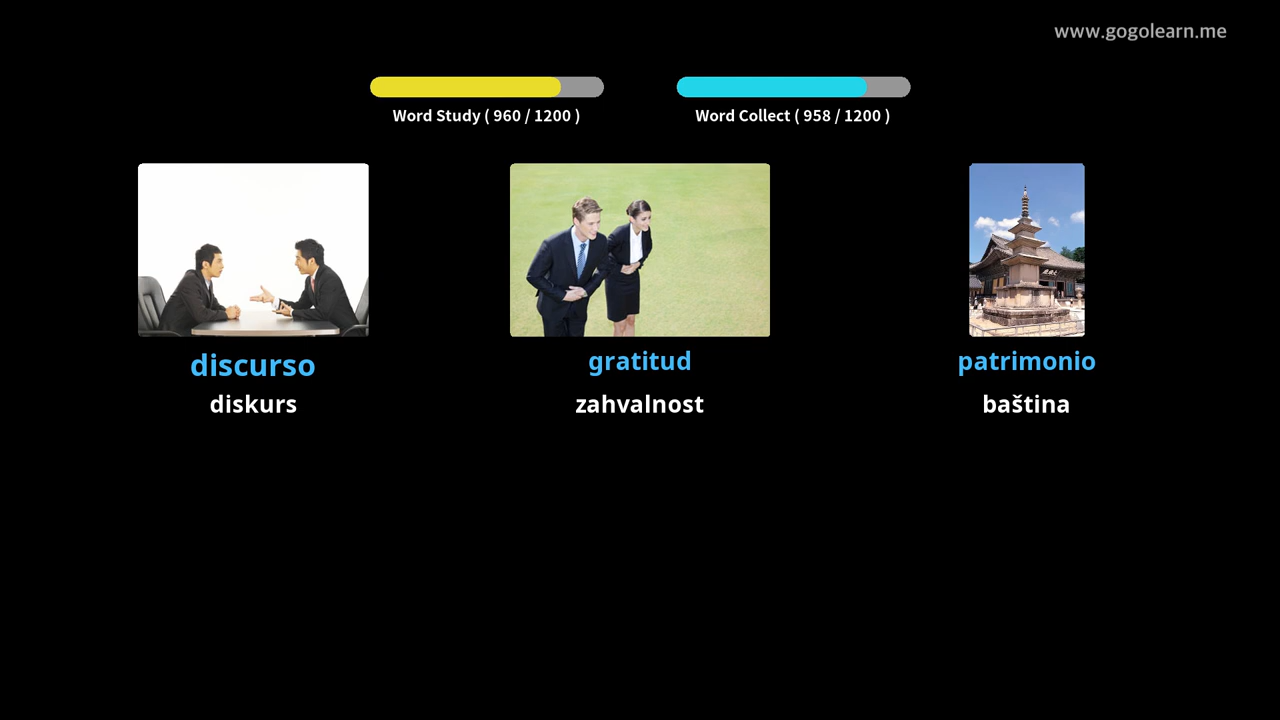 www.gogolearn.me
Word Study ( 960 / 1200 )
Word Collect ( 958 / 1200 )
discurso
gratitud
patrimonio
diskurs
zahvalnost
baština